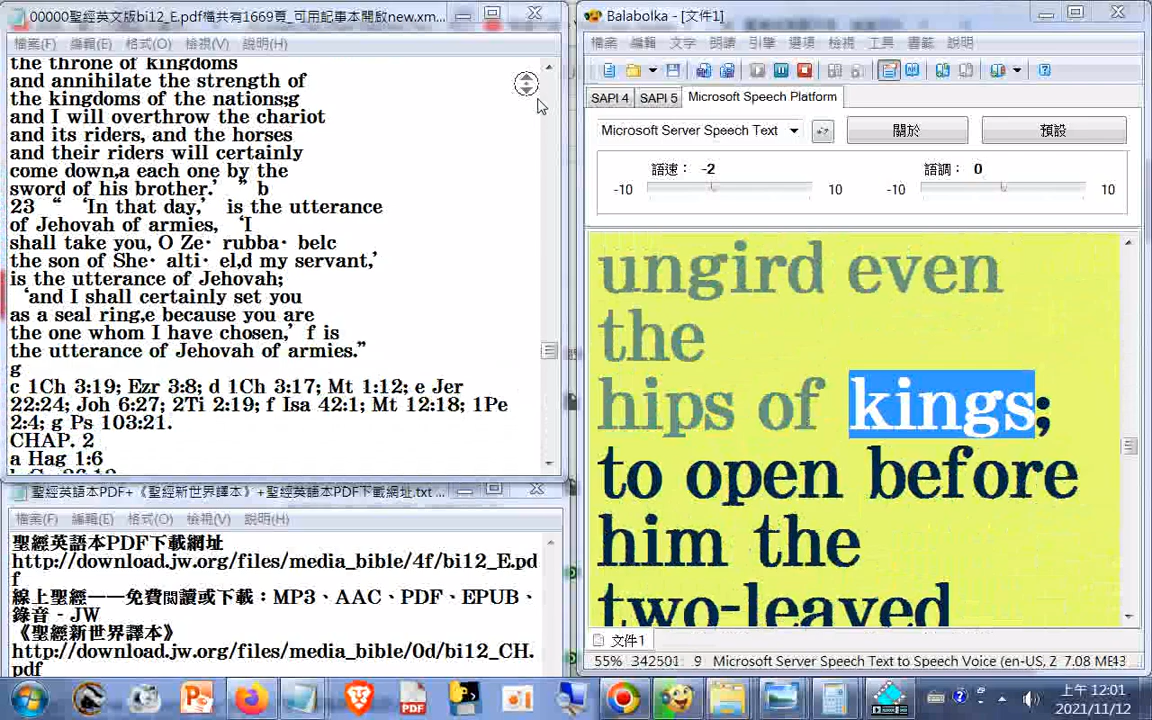 00000聖經英文版bi12_E.pdf檔共有1669頁_可用記事本開啟new.xm...
檔案(F) 編輯(E) 格式(O) 檢視(V) 說明(H)
the throne of kingdoms
and annihilate the strength of
the kingdoms of the nations;g
and I will overthrow the chariot
and its riders, and the horses
and their riders will certainly
come down,a each one by the
sword of his brother.’ ”b
23 “ ‘In that day,’ is the utterance
of Jehovah of armies, ‘I
shall take you, O Ze· rubba· belc
the son of She· alti· el,d my servant,’
is the utterance of Jehovah;
‘and I shall certainly set you
as a seal ring,e because you are
the one whom I have chosen,’ f is
the utterance of Jehovah of armies.”
g
c 1Ch 3:19; Ezr 3:8; d 1Ch 3:17; Mt 1:12; e Jer
22:24; Joh 6:27; 2Ti 2:19; f Isa 42:1; Mt 12:18; 1Pe
2:4; g Ps 103:21.
CHAP. 2
a Hag 1:6
聖經英語本PDF+《聖經新世界譯本》+聖經英語本PDF下載網址.txt ...
檔案(F) 編輯(E) 格式(O) 檢視(V) 說明(H)
聖經英語本PDF下載網址
http://download.jw.org/files/media_bible/4f/bi12_E.pd
f
線上聖經——免費閱讀或下載：MP3、AAC、PDF、EPUB、
錄音 - JW
《聖經新世界譯本》
http://download.jw.org/files/media_bible/0d/bi12_CH.
pdf
Balabolka - [文件1]
檔案 編輯 文字 朗讀 引擎 選項 檢視 工具 書籤 說明
SAPI 4 SAPI 5 Microsoft Speech Platform
Microsoft Server Speech Text 關於 預設
語速： -2 語調： 0
-10 10 -10 10
ungird even
the
hips of kings;
to open before
him the
two-leaved
文件1
55% 342501 9 Microsoft Server Speech Text to Speech Voice (en-US, 2 7.08 ME43
上午 12:01
2021/11/12